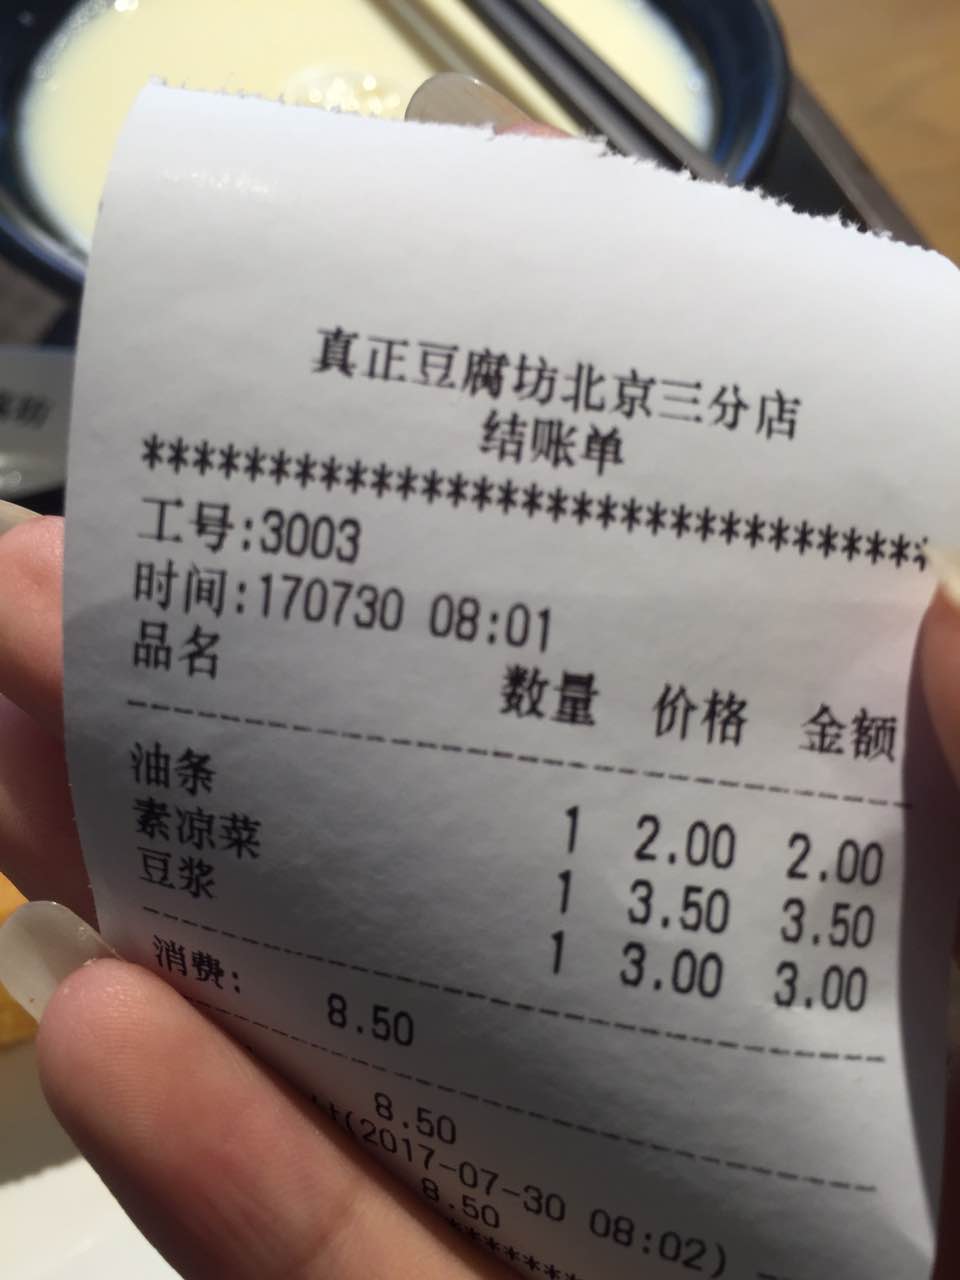 真正豆腐坊北京三分店
结账单
*******************************
工号:3003
时间:170730 08:01
品名 数量 价格 金额
油条 1 2.00 2.00
素凉菜 1 3.50 3.50
豆浆 1 3.00 3.00
消费: 8.50
8.50
(2017-07-30 08:02)
8.50